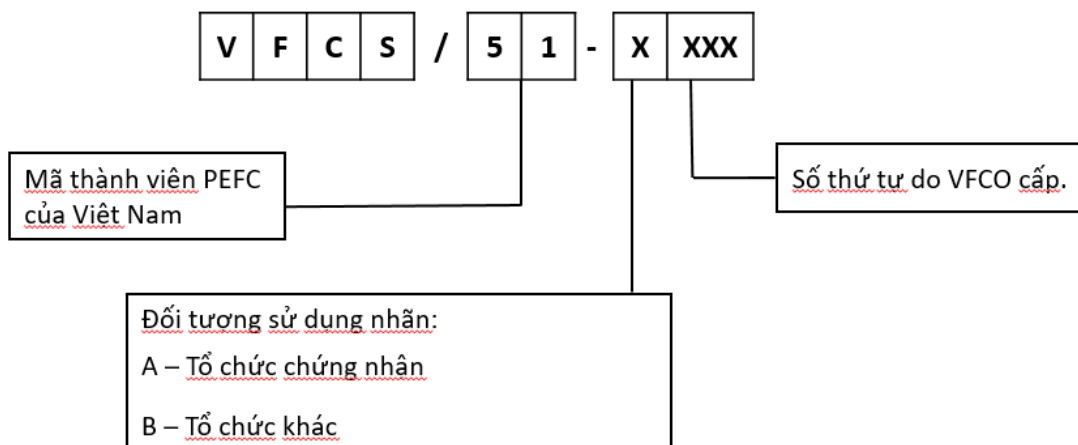 V F C S / 5 1 - X XXX
Mã thành viên PEFC
của Việt Nam
Số thứ tự do VFCO cấp.
Đối tượng sử dụng nhãn:
A – Tổ chức chứng nhân
B – Tổ chức khác